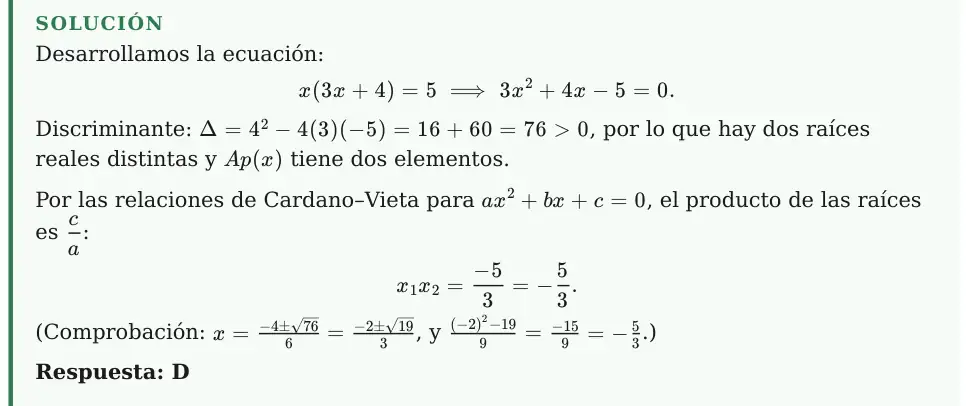 SOLUCIÓN
Desarrollamos la ecuación:
x(3x + 4) = 5 ⟹ 3x² + 4x − 5 = 0.
Discriminante: Δ = 4² − 4(3)(−5) = 16 + 60 = 76 > 0, por lo que hay dos raíces
reales distintas y Ap(x) tiene dos elementos.
Por las relaciones de Cardano–Vieta para ax² + bx + c = 0, el producto de las raíces
es c/a:
x₁x₂ = −5/3 = −5/3.
(Comprobación: x = (−4±√76)/6 = (−2±√19)/3, y ((−2)²−19)/9 = −15/9 = −5/3.)
Respuesta: D